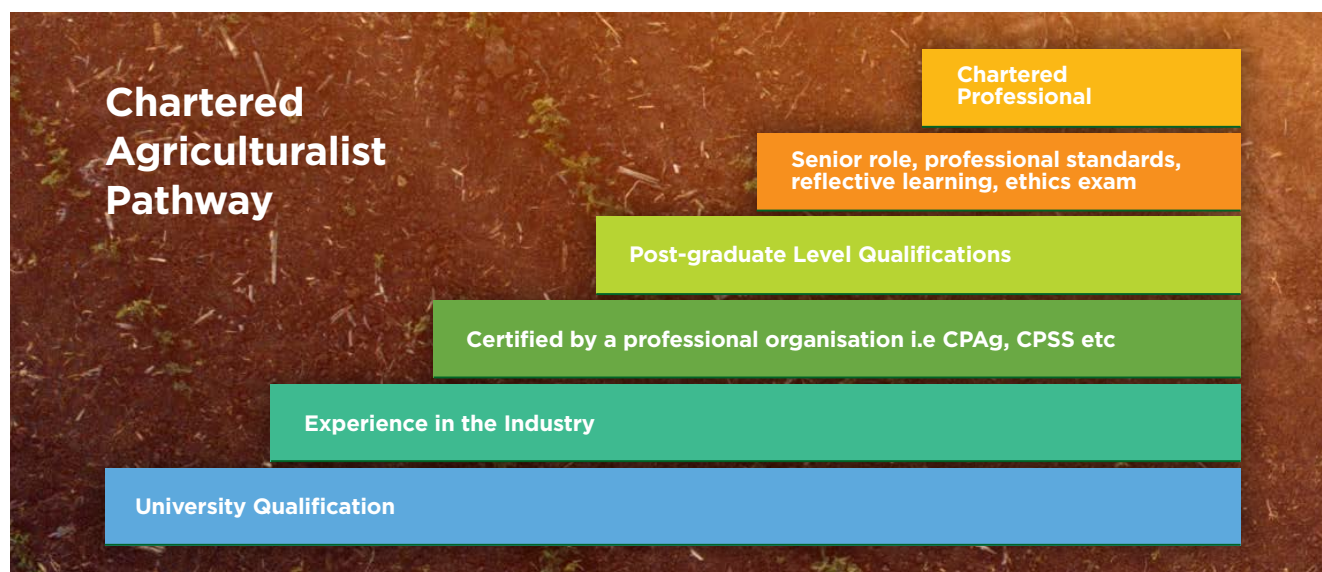 Chartered
Agriculturalist
Pathway
Chartered
Professional
Senior role, professional standards,
reflective learning, ethics exam
Post-graduate Level Qualifications
Certified by a professional organisation i.e CPAg, CPSS etc
Experience in the Industry
University Qualification